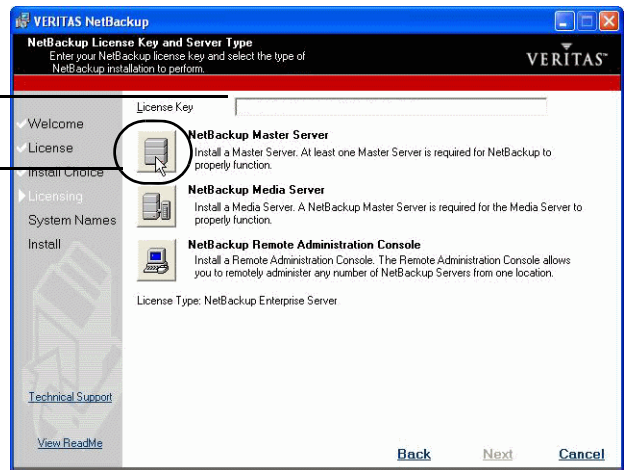 VERITAS NetBackup
NetBackup License Key and Server Type
Enter your NetBackup license key and select the type of
NetBackup installation to perform.
VERITAS™
License Key
Welcome
License
Install Choice
Licensing
System Names
Install
NetBackup Master Server
Install a Master Server. At least one Master Server is required for NetBackup to
properly function.
NetBackup Media Server
Install a Media Server. A NetBackup Master Server is required for the Media Server to
properly function.
NetBackup Remote Administration Console
Install a Remote Administration Console. The Remote Administration Console allows
you to remotely administer any number of NetBackup Servers from one location.
License Type: NetBackup Enterprise Server
Technical Support
View ReadMe
Back Next Cancel